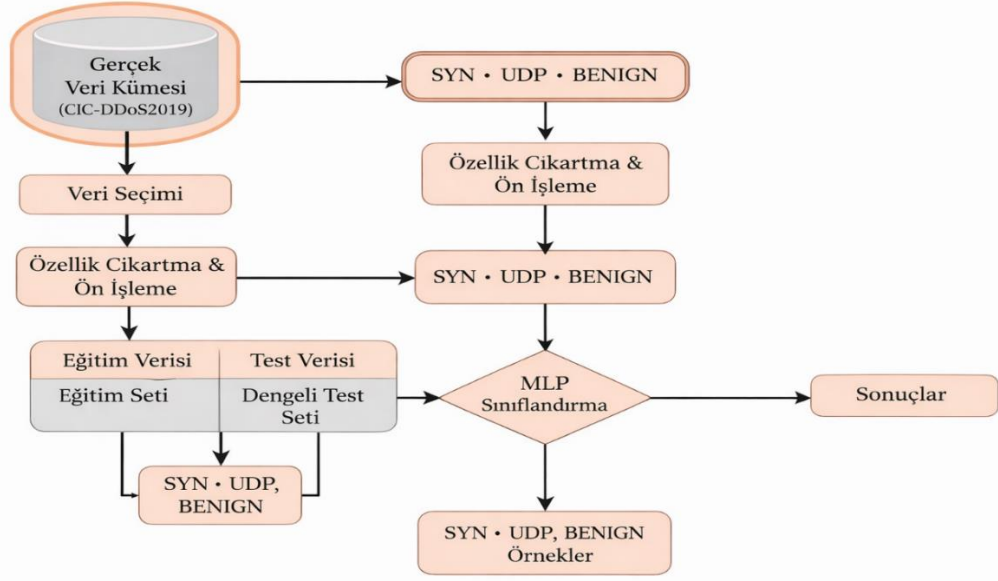 Gerçek
Veri Kümesi
(CIC-DDoS2019)
SYN • UDP • BENIGN
Özellik Cikartma &
Ön İşleme
Veri Seçimi
Özellik Cikartma &
Ön İşleme
SYN • UDP • BENIGN
Eğitim Verisi
Test Verisi
Eğitim Seti
Dengeli Test
Seti
MLP
Sınıflandırma
Sonuçlar
SYN • UDP,
BENIGN
SYN • UDP, BENIGN
Örnekler